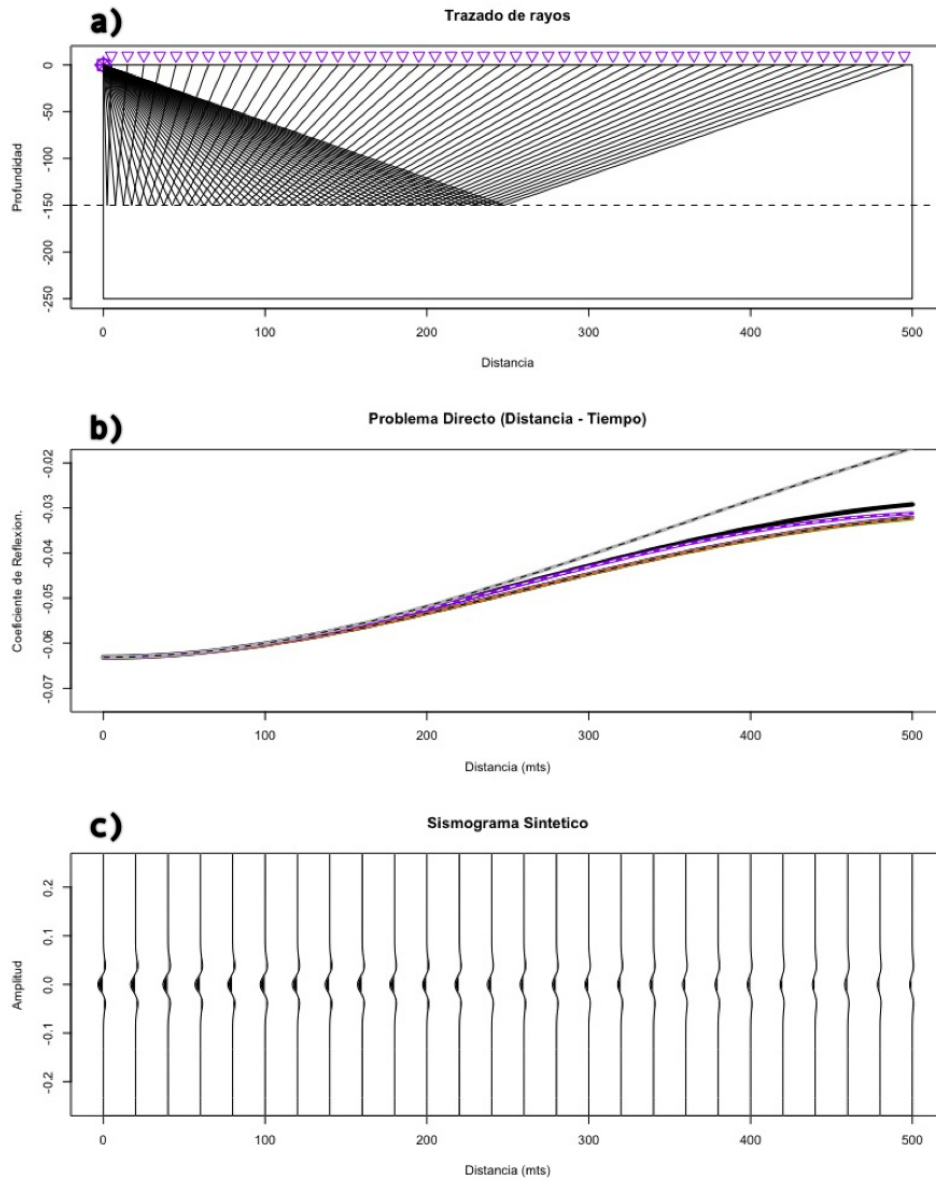 a)
Trazado de rayos
Profundidad
0
-50
-100
-150
-200
-250
0 100 200 300 400 500
Distancia
b)
Problema Directo (Distancia - Tiempo)
Coeficiente de Reflexion.
-0.02
-0.03
-0.04
-0.05
-0.06
-0.07
0 100 200 300 400 500
Distancia (mts)
c)
Sismograma Sintetico
Amplitud
0.2
0.1
0.0
-0.1
-0.2
0 100 200 300 400 500
Distancia (mts)